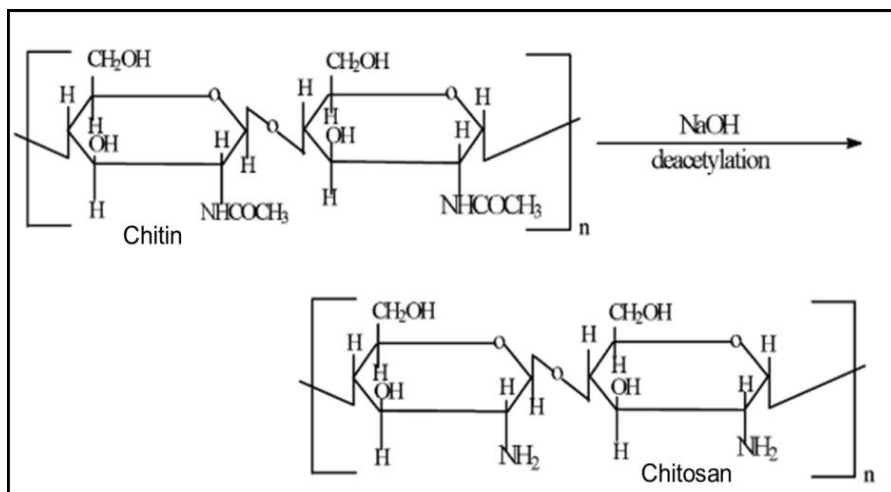 CH2OH CH2OH
H O H O H
H H
OH H O OH H
H
H NHCOCH3 H NHCOCH3
Chitin n
NaOH
deacetylation
CH2OH CH2OH
H O H O H
H H
OH H O OH H
H
H NH2 H NH2
Chitosan n